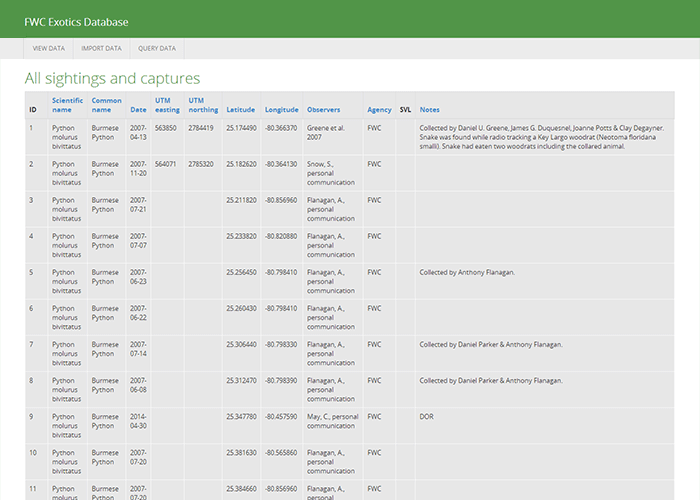 FWC Exotics Database
VIEW DATA IMPORT DATA QUERY DATA
All sightings and captures
ID Scientific name Common name Date UTM easting UTM northing Latitude Longitude Observers Agency SVL Notes
1 Python molurus bivittatus Burmese Python 2007-04-13 563850 2784419 25.174490 -80.366370 Greene et al. 2007 FWC Collected by Daniel U. Greene, James G. Duquesnel, Joanne Potts & Clay Degayner. Snake was found while radio tracking a Key Largo woodrat (Neotoma floridana smalli). Snake had eaten two woodrats including the collared animal.
2 Python molurus bivittatus Burmese Python 2007-11-20 564071 2785320 25.182620 -80.364130 Snow, S., personal communication FWC
3 Python molurus bivittatus Burmese Python 2007-07-21 25.211820 -80.856960 Flanagan, A., personal communication FWC
4 Python molurus bivittatus Burmese Python 2007-07-07 25.233820 -80.820880 Flanagan, A., personal communication FWC
5 Python molurus bivittatus Burmese Python 2007-06-23 25.256450 -80.798410 Flanagan, A., personal communication FWC Collected by Anthony Flanagan.
6 Python molurus bivittatus Burmese Python 2007-06-22 25.260430 -80.798410 Flanagan, A., personal communication FWC
7 Python molurus bivittatus Burmese Python 2007-07-14 25.306440 -80.798330 Flanagan, A., personal communication FWC Collected by Daniel Parker & Anthony Flanagan.
8 Python molurus bivittatus Burmese Python 2007-06-08 25.312470 -80.798390 Flanagan, A., personal communication FWC Collected by Daniel Parker & Anthony Flanagan.
9 Python molurus bivittatus Burmese Python 2014-04-30 25.347780 -80.457590 May, C., personal communication FWC DOR
10 Python molurus bivittatus Burmese Python 2007-07-20 25.381630 -80.565860 Flanagan, A., personal communication FWC
11 Python molurus bivittatus Burmese Python 2007-07-20 25.384660 -80.856960 Flanagan, A., personal communication FWC